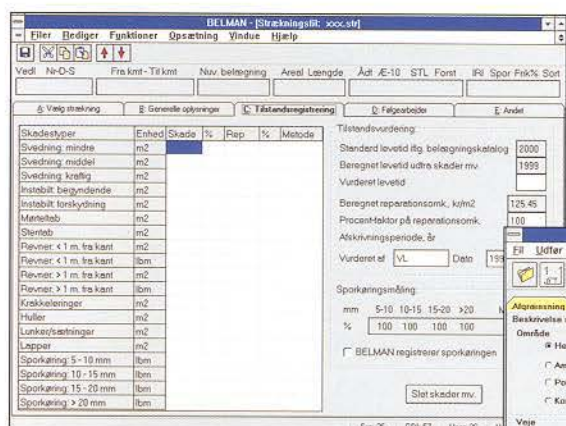 BELMAN - [Strækningsfil: xxx.str]
Filer Rediger Funktioner Opsætning Vindue Hjælp
Vedl Nr-D-S Fra kmt - Til kmt Nuv. belægning Areal Længde Ådt Æ-10 STL Forst IRI Spor Frik% Sort
A: Vælg strækning B: Generelle oplysninger C: Tilstandsregistrering D: Følgearbejder E: Andet
Skadestyper Enhed Skade % Rep % Metode
Svedning: mindre m2
Svedning: middel m2
Svedning: kraftig m2
Instabilt: begyndende m2
Instabilt: forskydning m2
Mørteltab m2
Stentab m2
Revner: < 1 m. fra kant m2
Revner: < 1 m. fra kant lbm
Revner: > 1 m. fra kant m2
Revner: > 1 m. fra kant lbm
Krakkeleringer m2
Huller m2
Lunker/sætninger m2
Lapper m2
Sporkøring: 5 - 10 mm lbm
Sporkøring: 10 - 15 mm lbm
Sporkøring: 15 - 20 mm lbm
Sporkøring: > 20 mm lbm
Tilstandsvurdering:
Standard levetid iflg. belægningskatalog 2000
Beregnet levetid udfra skader mv. 1999
Vurderet levetid
Beregnet reparationsomk., kr/m2 125.45
Procent-faktor på reparationsomk. 100
Afskrivningsperiode, år
Vurderet af VL Dato 199
Sporkøringsmåling:
mm 5-10 10-15 15-20 >20
% 100 100 100 100
BELMAN registrerer sporkøringen
Slet skader mv.
Fil Udfør
Afgrænsning
Beskrivelse
Område
Veje